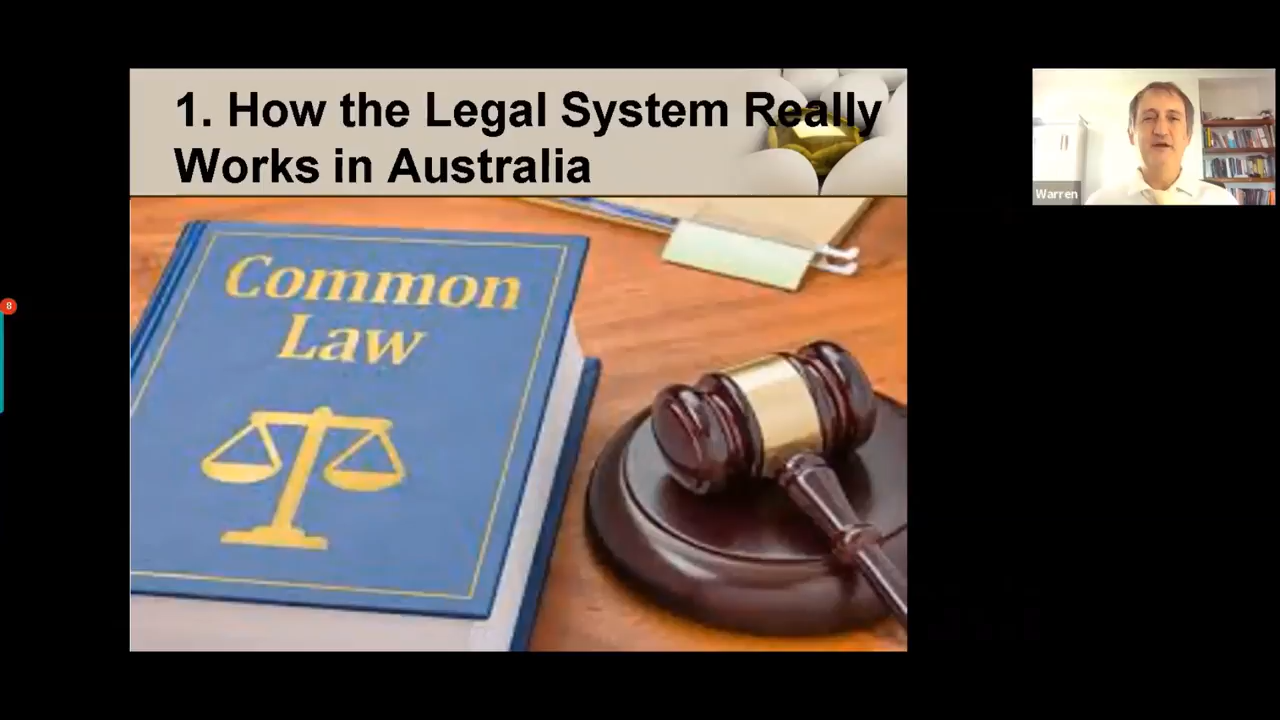 1. How the Legal System Really
Works in Australia
Common
Law
Warren
8